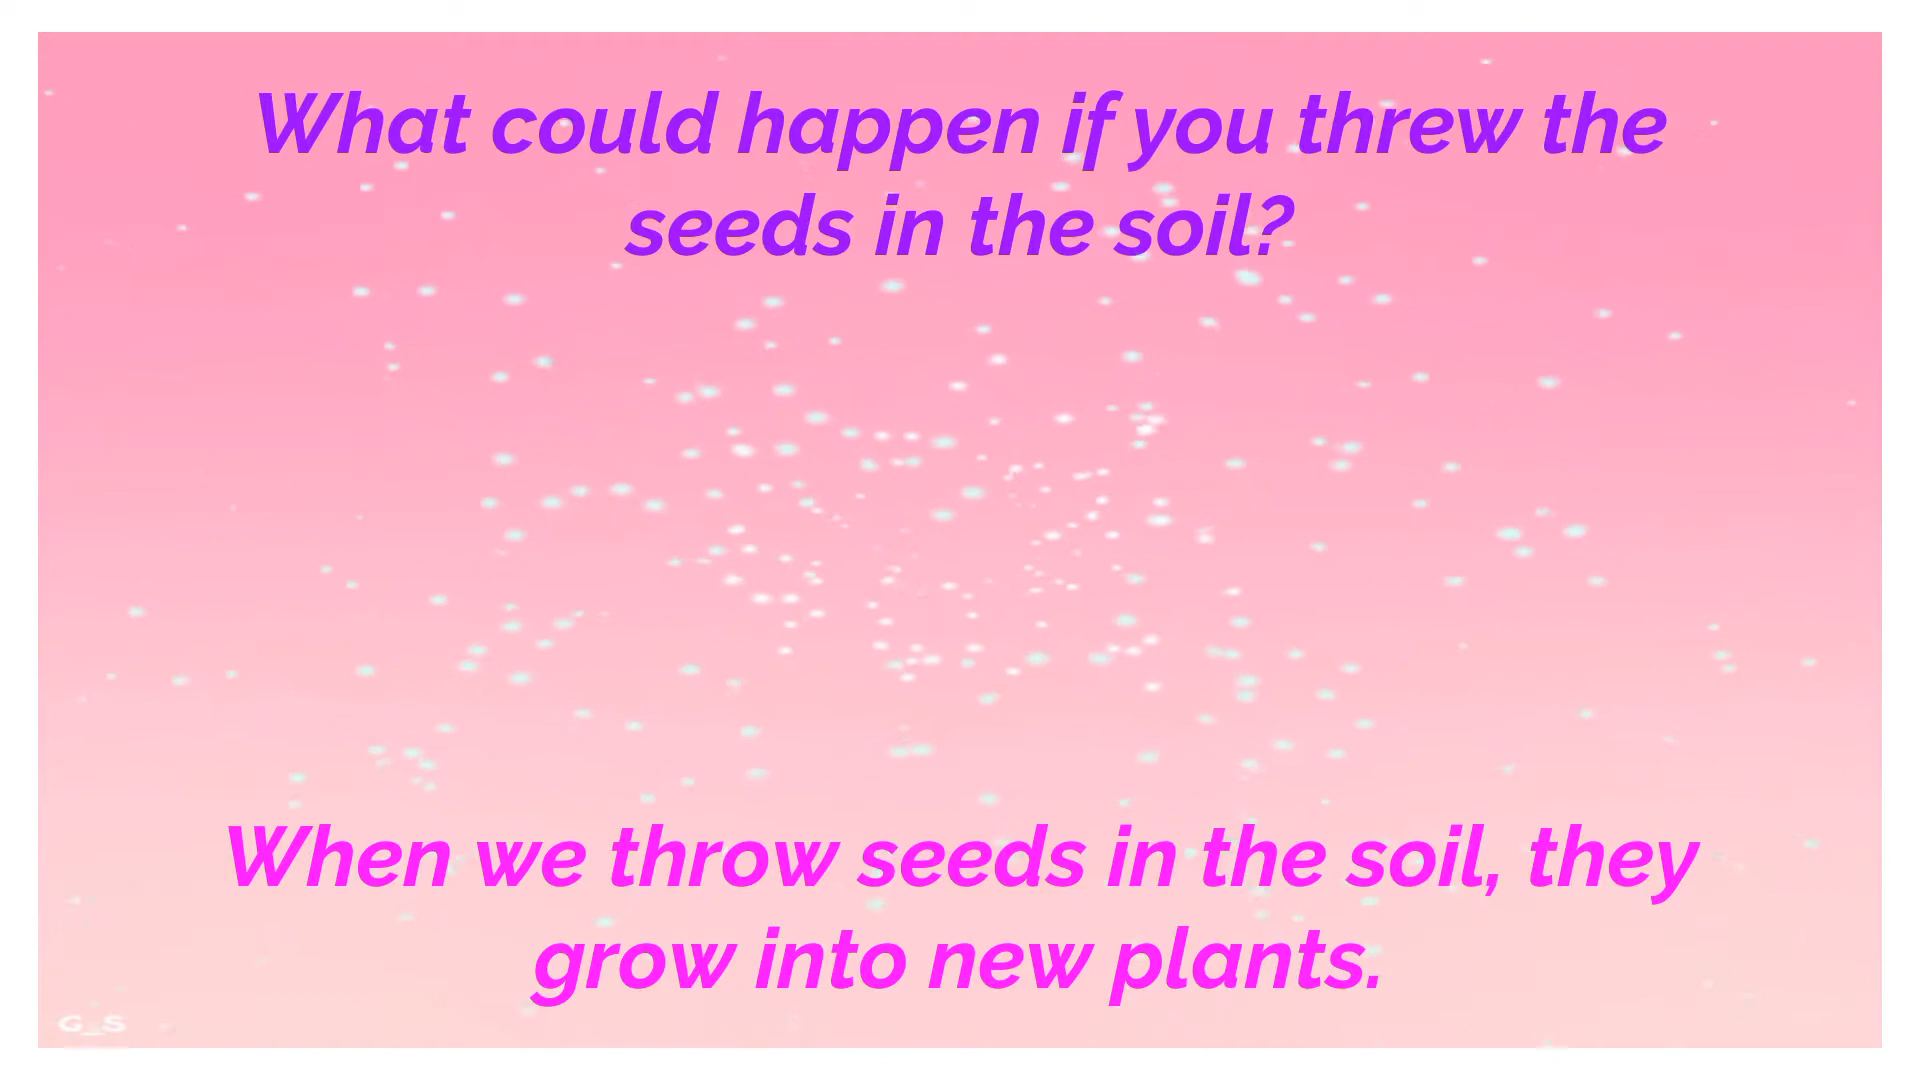 What could happen if you threw the
seeds in the soil?
When we throw seeds in the soil, they
grow into new plants.
G_S